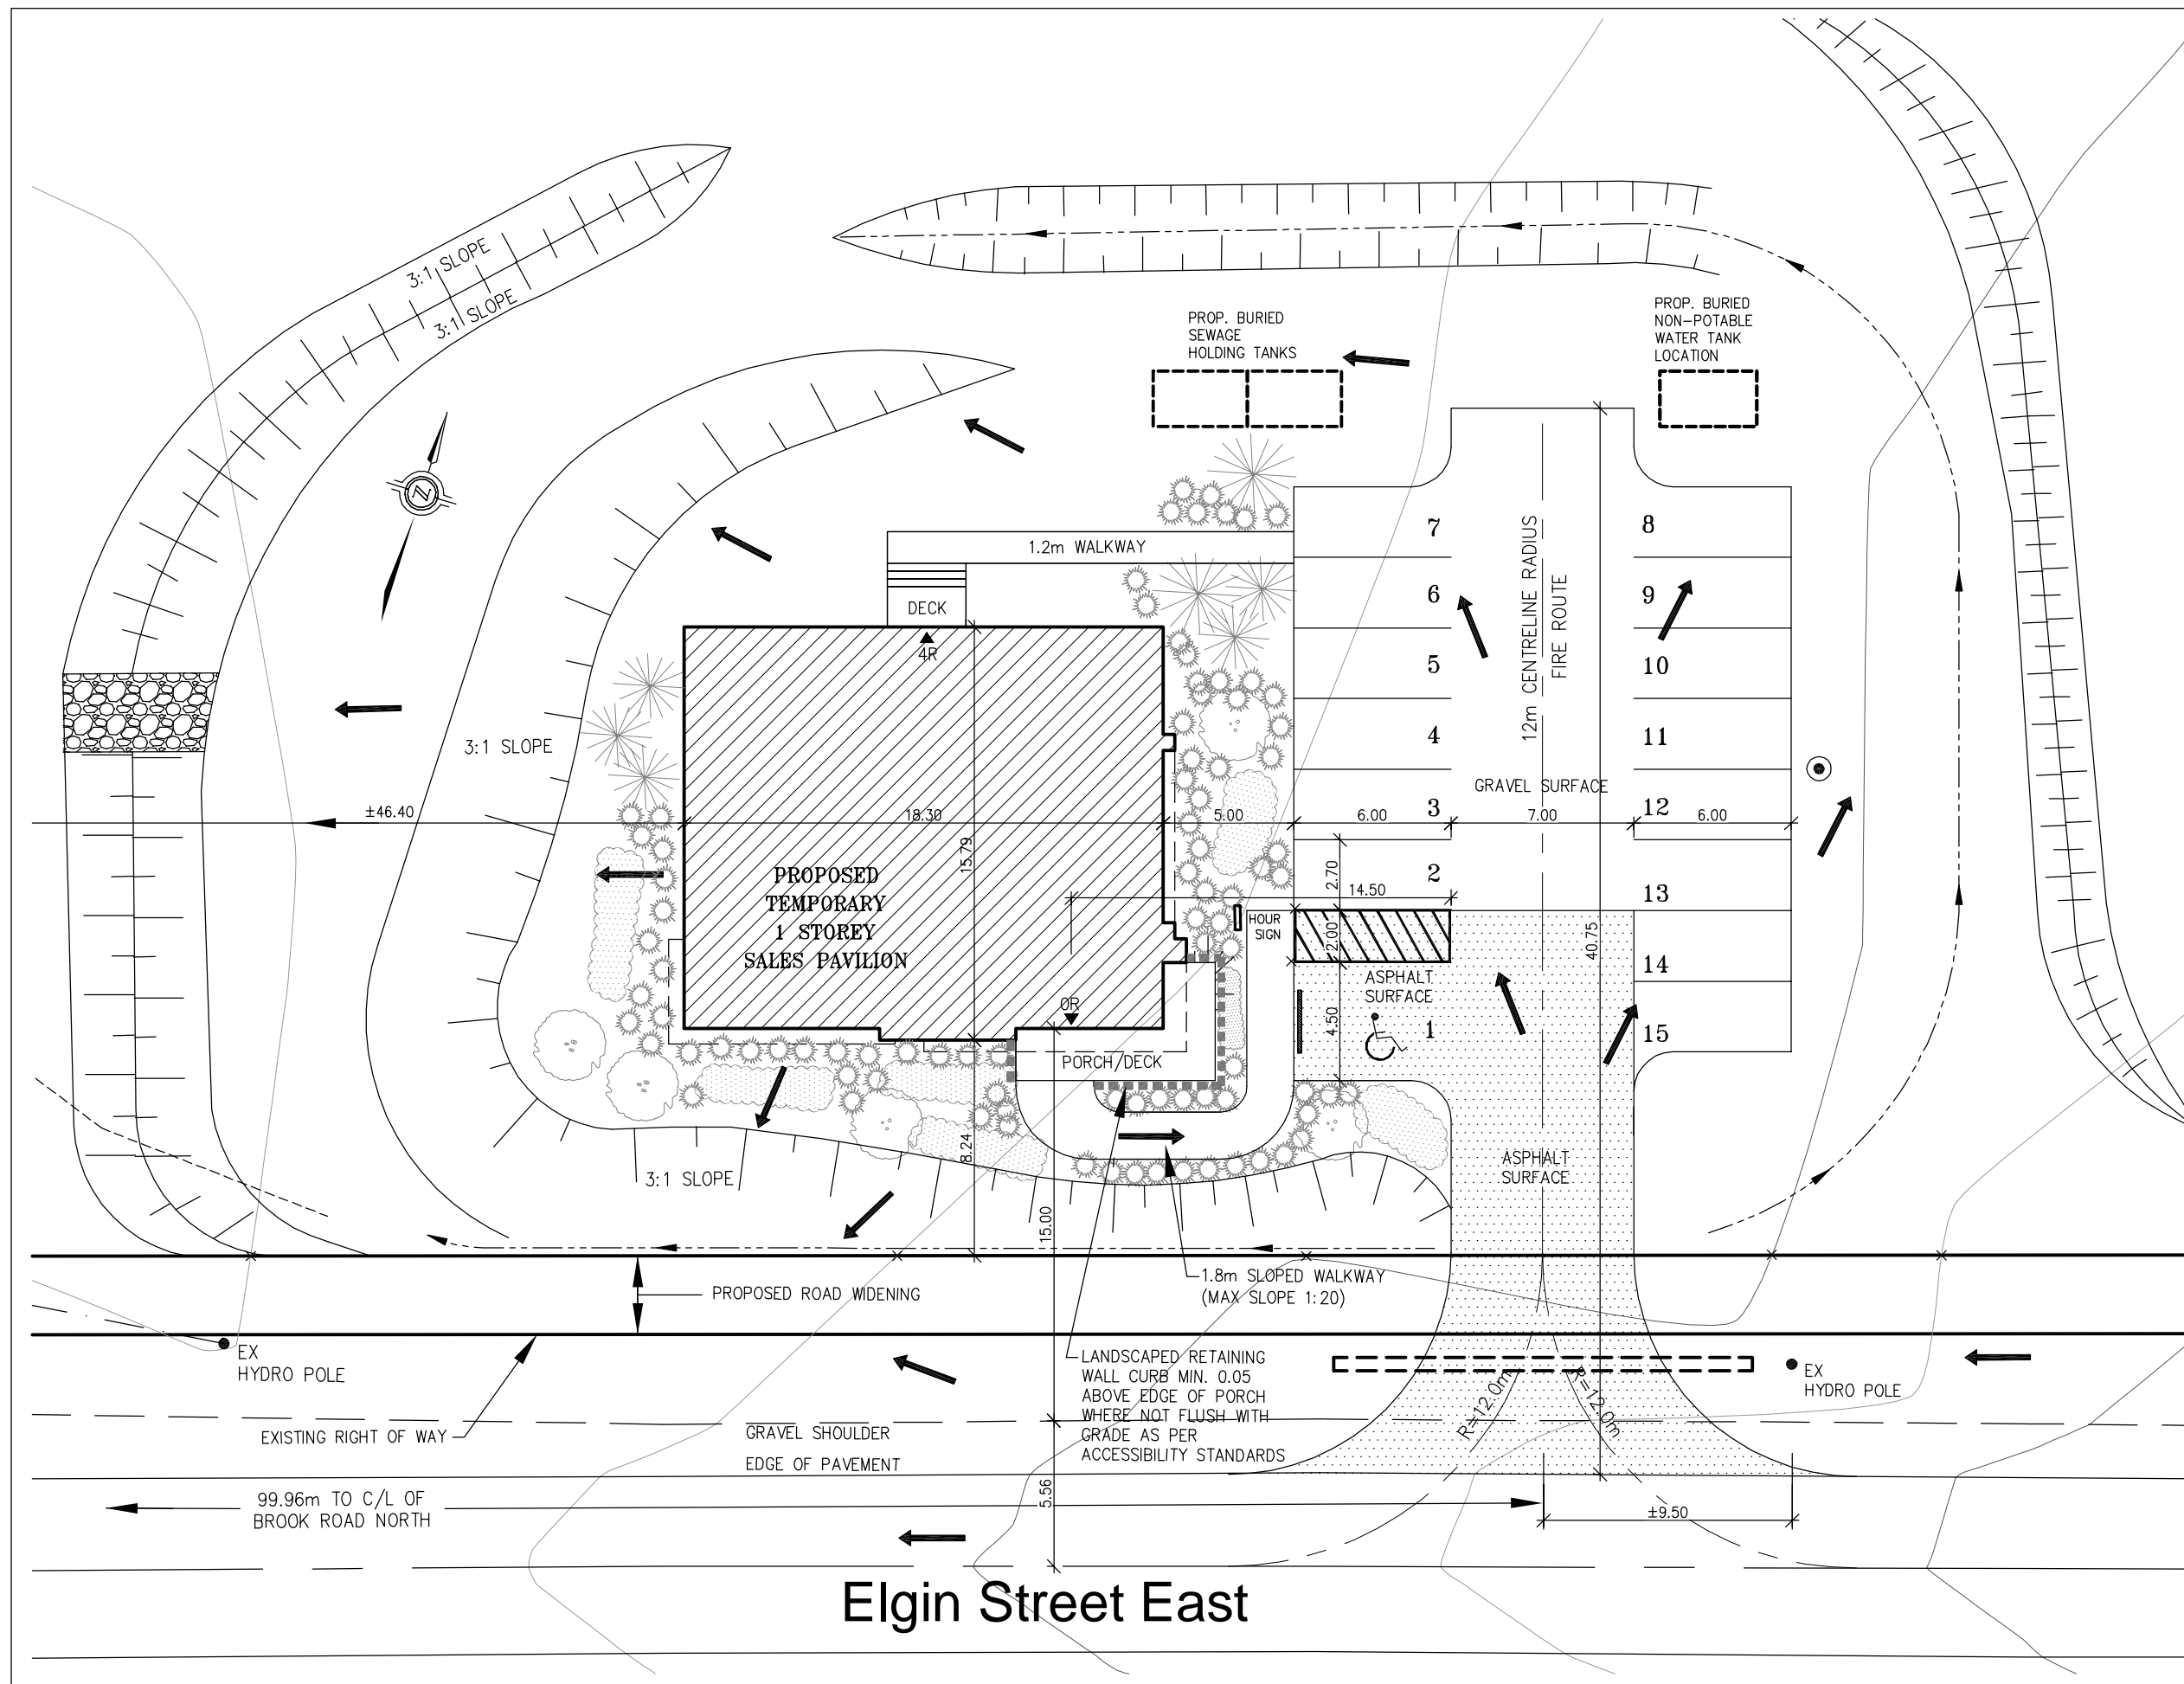 3:1 SLOPE
3:1 SLOPE
PROP. BURIED
SEWAGE
HOLDING TANKS
PROP. BURIED
NON-POTABLE
WATER TANK
LOCATION
Z
1.2m WALKWAY
DECK
4R
7
8
6
9
5
10
4
11
3
12
2
13
14
1
15
12m CENTRELINE RADIUS
FIRE ROUTE
GRAVEL SURFACE
3:1 SLOPE
±46.40
18.30
5.00
6.00
7.00
6.00
15.79
PROPOSED
TEMPORARY
1 STOREY
SALES PAVILION
2.70
14.50
HOUR
SIGN
2.00
40.75
ASPHALT
SURFACE
4.50
OR
PORCH/DECK
8.24
3:1 SLOPE
ASPHALT
SURFACE
15.00
1.8m SLOPED WALKWAY
(MAX SLOPE 1:20)
PROPOSED ROAD WIDENING
EX
HYDRO POLE
LANDSCAPED RETAINING
WALL CURB MIN. 0.05
ABOVE EDGE OF PORCH
WHERE NOT FLUSH WITH
GRADE AS PER
ACCESSIBILITY STANDARDS
R=12.0m
R=12.0m
EX
HYDRO POLE
EXISTING RIGHT OF WAY
GRAVEL SHOULDER
EDGE OF PAVEMENT
99.96m TO C/L OF
BROOK ROAD NORTH
5.56
±9.50
Elgin Street East